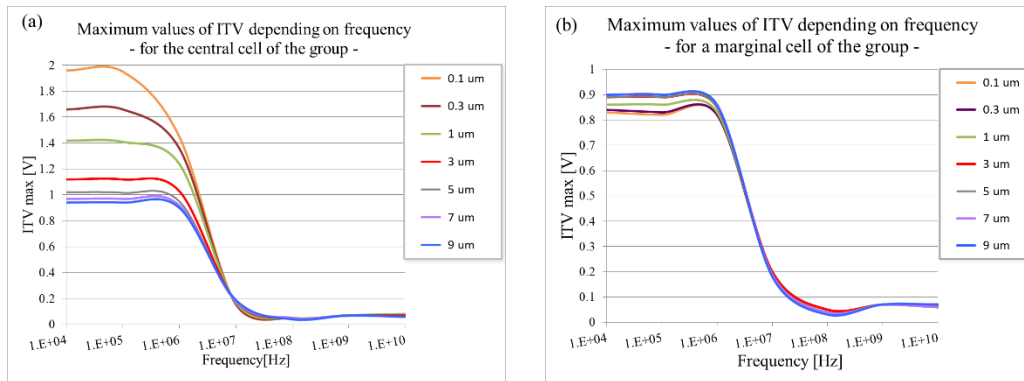 (a)
Maximum values of ITV depending on frequency
- for the central cell of the group -
ITV max [V]
2
1.8
1.6
1.4
1.2
1
0.8
0.6
0.4
0.2
0
1.E+04
1.E+05
1.E+06
1.E+07
1.E+08
1.E+09
1.E+10
Frequency[Hz]
0.1 um
0.3 um
1 um
3 um
5 um
7 um
9 um
(b)
Maximum values of ITV depending on frequency
- for a marginal cell of the group -
ITV max [V]
1
0.9
0.8
0.7
0.6
0.5
0.4
0.3
0.2
0.1
0
1.E+04
1.E+05
1.E+06
1.E+07
1.E+08
1.E+09
1.E+10
Frequency [Hz]
0.1 um
0.3 um
1 um
3 um
5 um
7 um
9 um